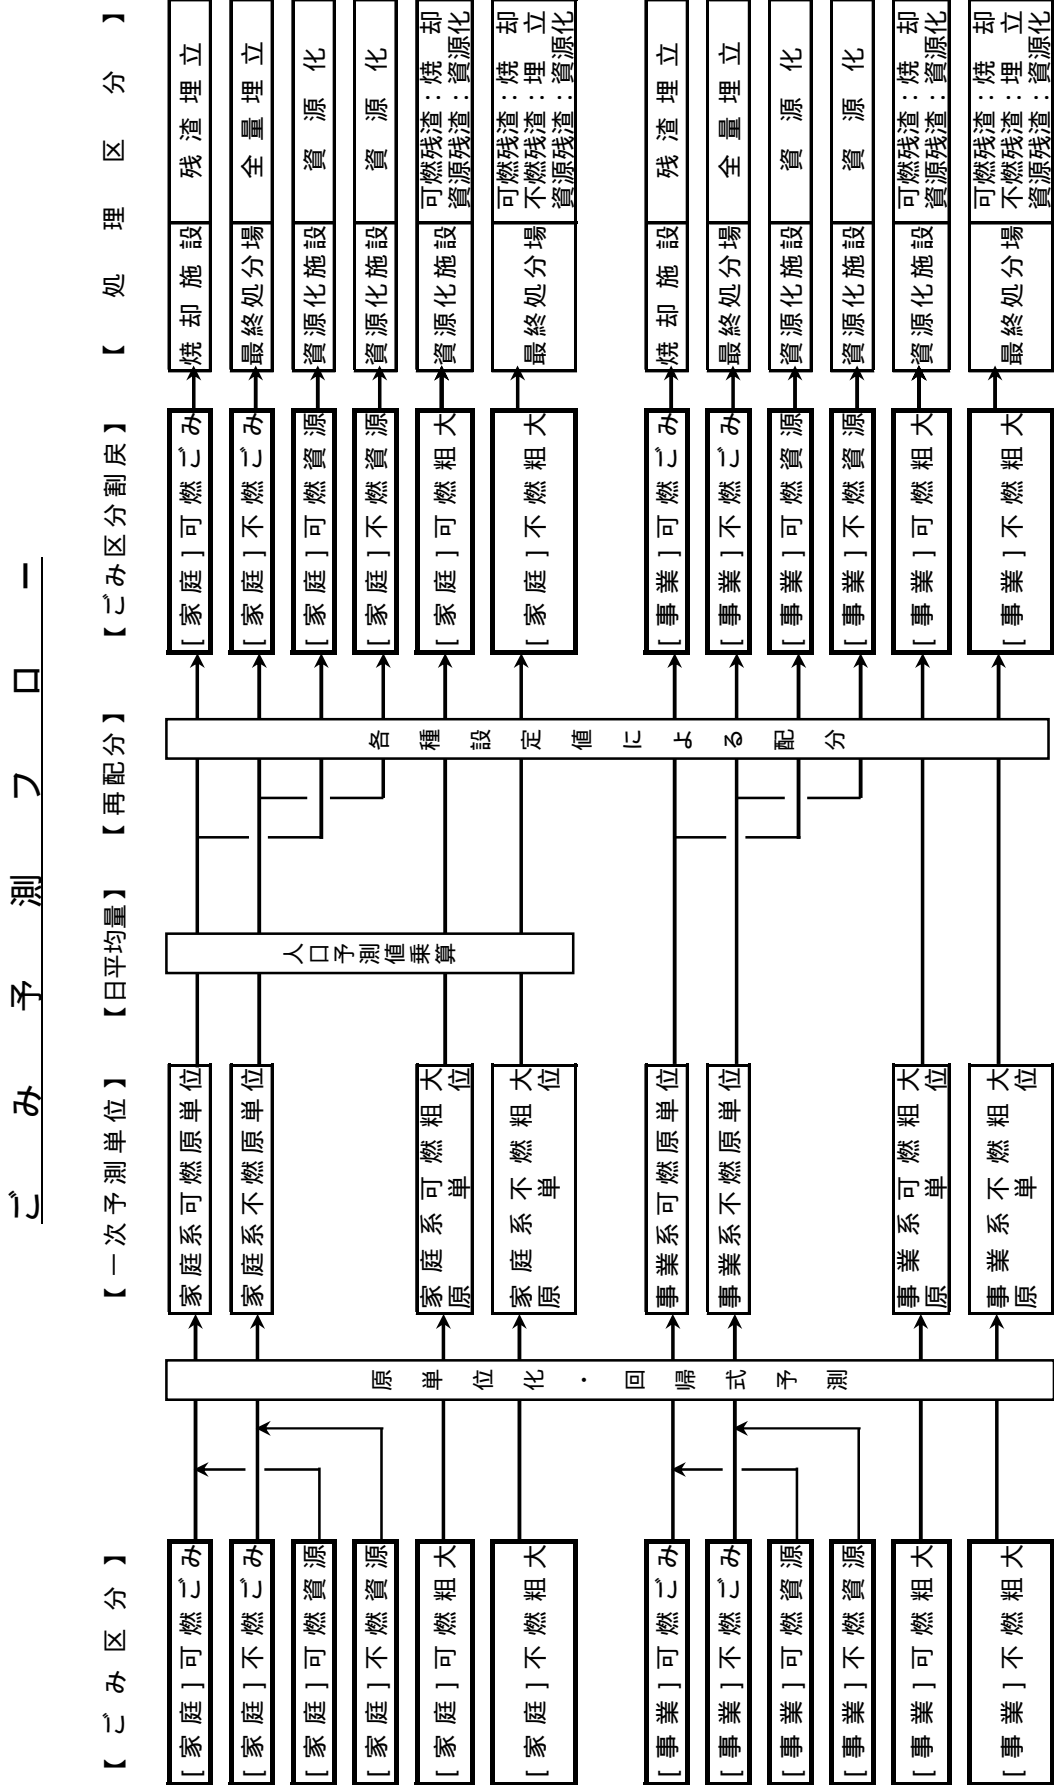 ごみ予測フロー
【ごみ区分】
【一次予測単位】
【日平均量】
【再配分】
【ごみ区分割戻】
【処理区分】
[家庭]可燃ごみ
[家庭]不燃ごみ
[家庭]可燃資源
[家庭]不燃資源
[家庭]可燃粗大
[家庭]不燃粗大
[事業]可燃ごみ
[事業]不燃ごみ
[事業]可燃資源
[事業]不燃資源
[事業]可燃粗大
[事業]不燃粗大
原単位化・回帰式予測
家庭系可燃原単位
家庭系不燃原単位
家庭系可燃粗大
原単位
家庭系不燃粗大
原単位
事業系可燃原単位
事業系不燃原単位
事業系可燃粗大
原単位
事業系不燃粗大
原単位
人口予測値乗算
各種設定値による配分
[家庭]可燃ごみ
[家庭]不燃ごみ
[家庭]可燃資源
[家庭]不燃資源
[家庭]可燃粗大
[家庭]不燃粗大
[事業]可燃ごみ
[事業]不燃ごみ
[事業]可燃資源
[事業]不燃資源
[事業]可燃粗大
[事業]不燃粗大
焼却施設 残渣埋立
最終処分場 全量埋立
資源化施設 資源化
資源化施設 資源化
資源化施設 可燃残渣:焼却
資源残渣:資源化
最終処分場 可燃残渣:焼却
不燃残渣:埋立
資源残渣:資源化
焼却施設 残渣埋立
最終処分場 全量埋立
資源化施設 資源化
資源化施設 資源化
資源化施設 可燃残渣:焼却
資源残渣:資源化
最終処分場 可燃残渣:焼却
不燃残渣:埋立
資源残渣:資源化